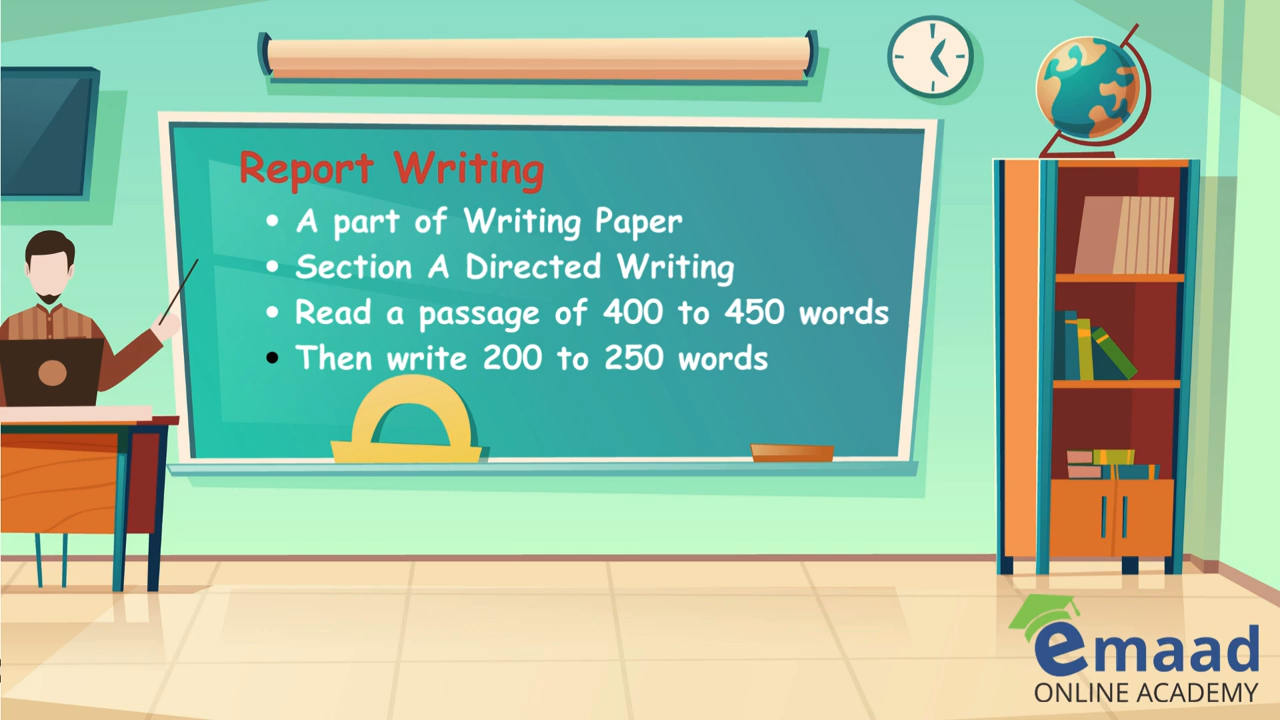 Report Writing
• A part of Writing Paper
• Section A Directed Writing
• Read a passage of 400 to 450 words
• Then write 200 to 250 words
emaad
ONLINE ACADEMY